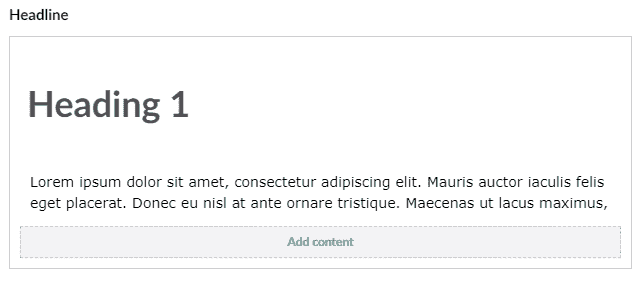 Headline
Heading 1
Lorem ipsum dolor sit amet, consectetur adipiscing elit. Mauris auctor iaculis felis
eget placerat. Donec eu nisl at ante ornare tristique. Maecenas ut lacus maximus,
Add content